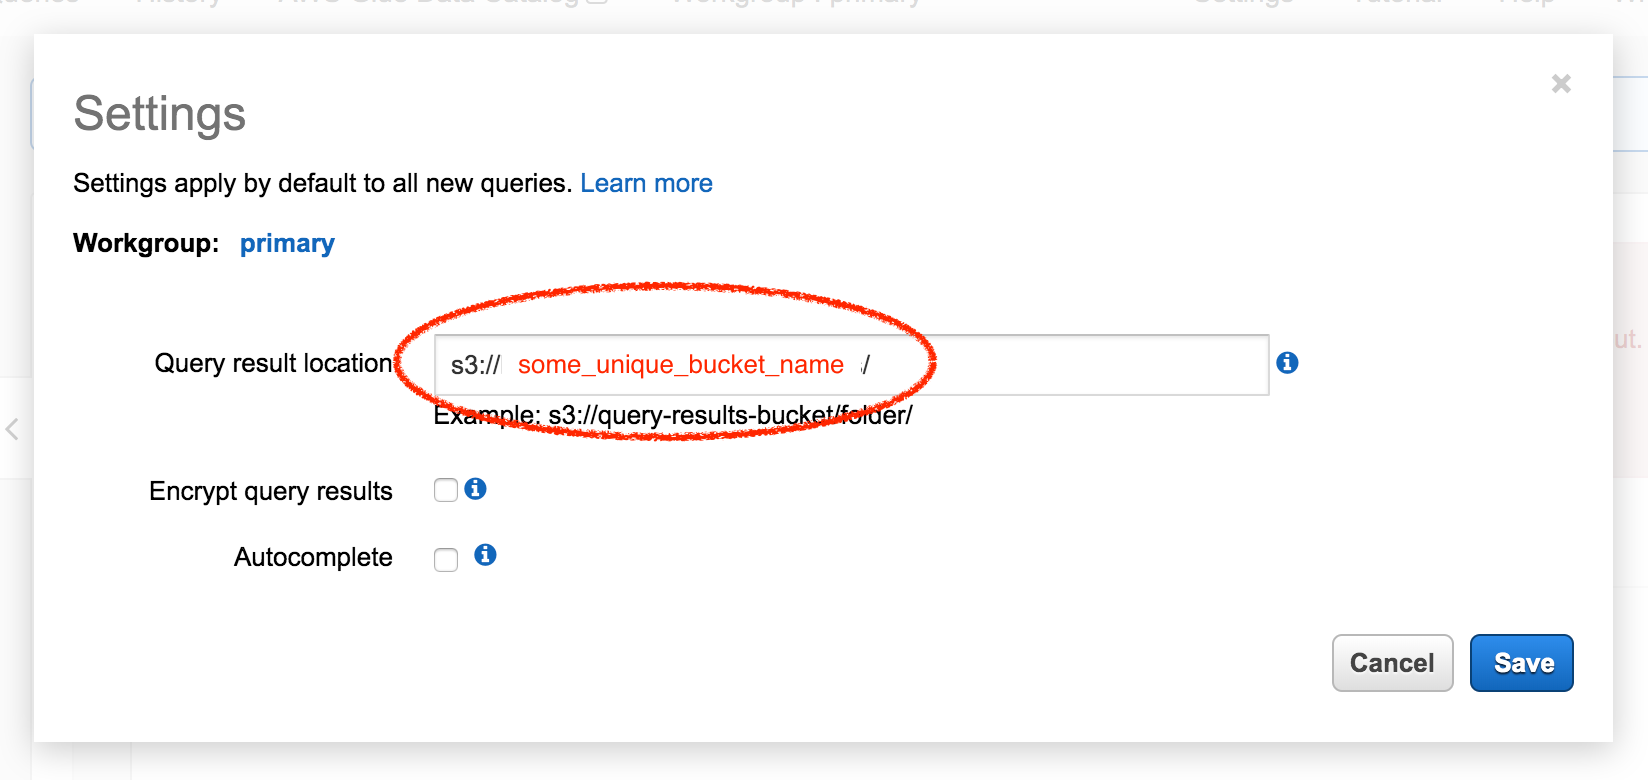 Settings
Settings apply by default to all new queries. Learn more
Workgroup: primary
Query result location s3:// some_unique_bucket_name /
Example: s3://query-results-bucket/folder/
Encrypt query results
Autocomplete
Cancel Save
ut.